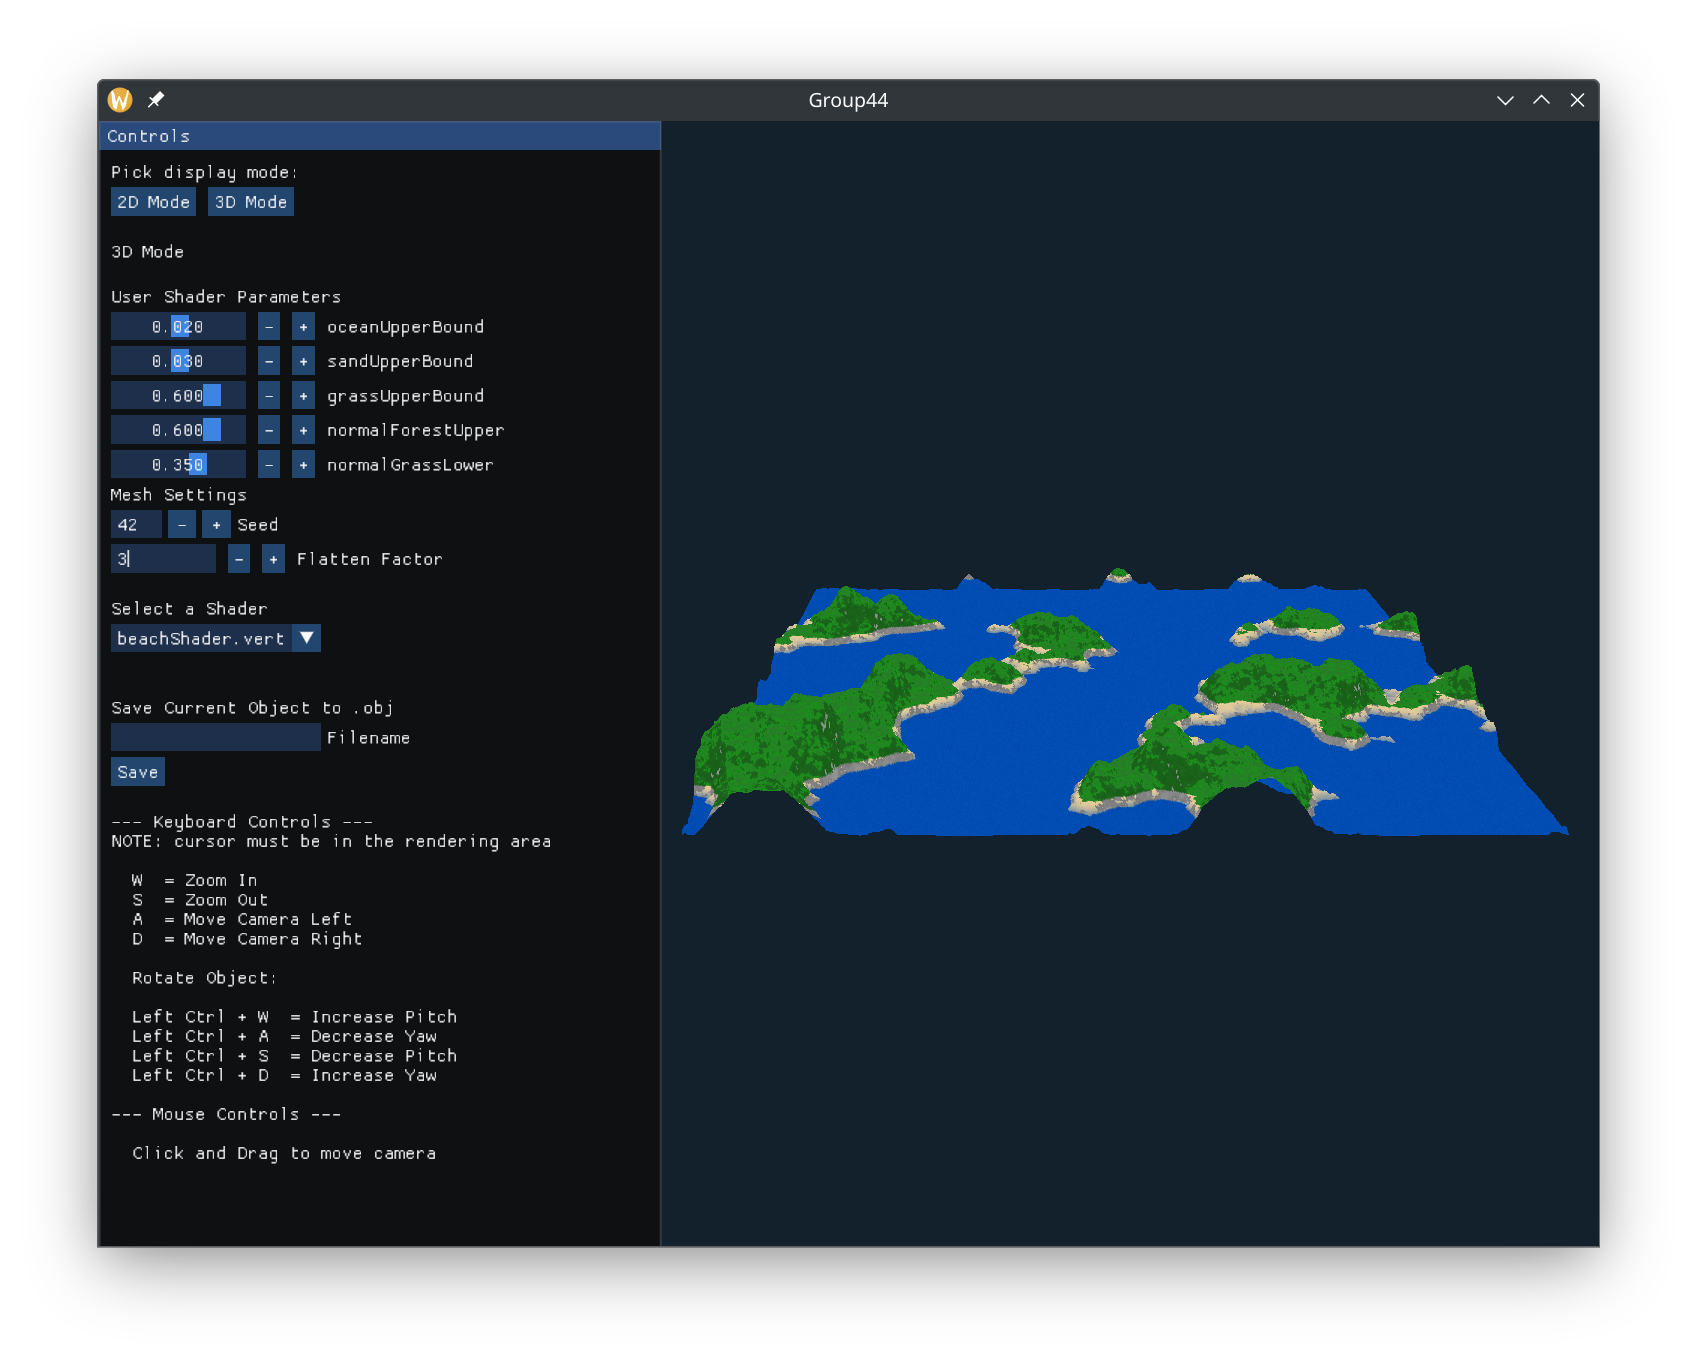 W
Group44
Controls
Pick display mode:
2D Mode 3D Mode
3D Mode
User Shader Parameters
0.020 - + oceanUpperBound
0.030 - + sandUpperBound
0.600 - + grassUpperBound
0.600 - + normalForestUpper
0.350 - + normalGrassLower
Mesh Settings
42 - + Seed
3 - + Flatten Factor
Select a Shader
beachShader.vert
Save Current Object to .obj
Filename
Save
--- Keyboard Controls ---
NOTE: cursor must be in the rendering area
W = Zoom In
S = Zoom Out
A = Move Camera Left
D = Move Camera Right
Rotate Object:
Left Ctrl + W = Increase Pitch
Left Ctrl + A = Decrease Yaw
Left Ctrl + S = Decrease Pitch
Left Ctrl + D = Increase Yaw
--- Mouse Controls ---
Click and Drag to move camera